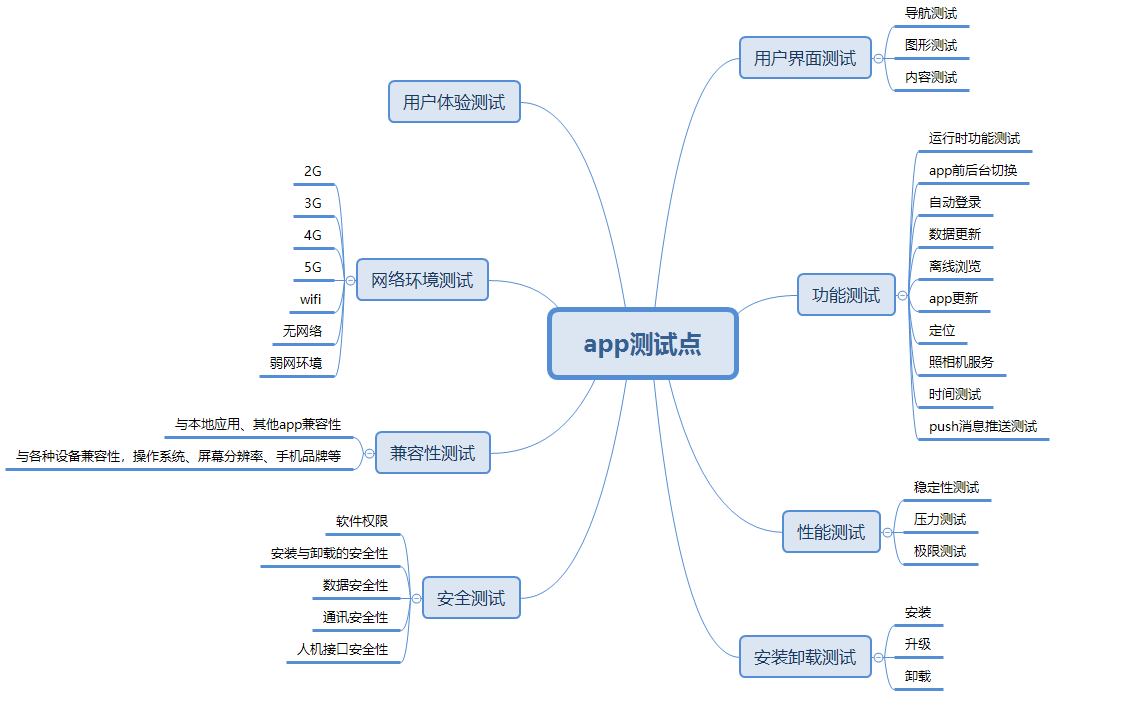 app测试点
用户界面测试
导航测试
图形测试
内容测试
功能测试
运行时功能测试
app前后台切换
自动登录
数据更新
离线浏览
app更新
定位
照相机服务
时间测试
push消息推送测试
性能测试
稳定性测试
压力测试
极限测试
安装卸载测试
安装
升级
卸载
用户体验测试
网络环境测试
2G
3G
4G
5G
wifi
无网络
弱网环境
兼容性测试
与本地应用、其他app兼容性
与各种设备兼容性，操作系统、屏幕分辨率、手机品牌等
安全测试
软件权限
安装与卸载的安全性
数据安全性
通讯安全性
人机接口安全性